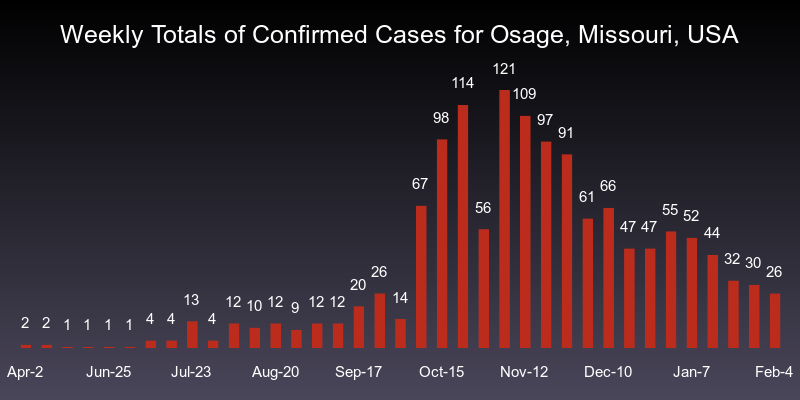 Weekly Totals of Confirmed Cases for Osage, Missouri, USA
2 2 1 1 1 1 4 4 13 4 12 10 12 9 12 12 20 26 14 67 98 114 56 121 109 97 91 61 66 47 47 55 52 44 32 30 26
Apr-2 Jun-25 Jul-23 Aug-20 Sep-17 Oct-15 Nov-12 Dec-10 Jan-7 Feb-4